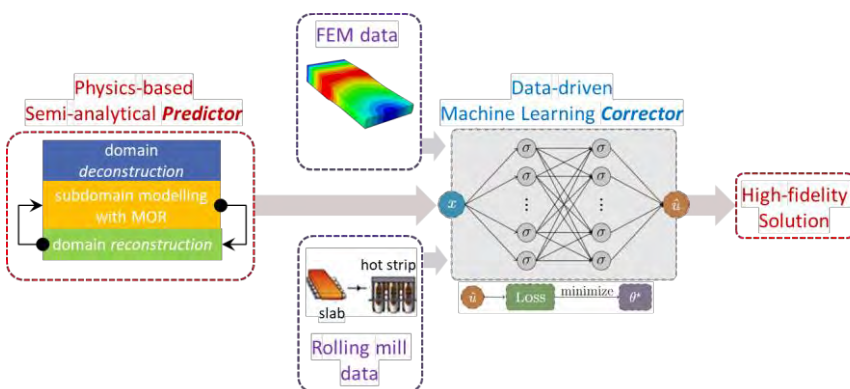 FEM data
Physics-based
Semi-analytical Predictor
domain
deconstruction
subdomain modelling
with MOR
domain reconstruction
Data-driven
Machine Learning Corrector
σ σ
σ σ
⋮ ⋮
x û
σ σ
σ σ
û Loss minimize θ*
High-fidelity
Solution
hot strip
slab
Rolling mill
data